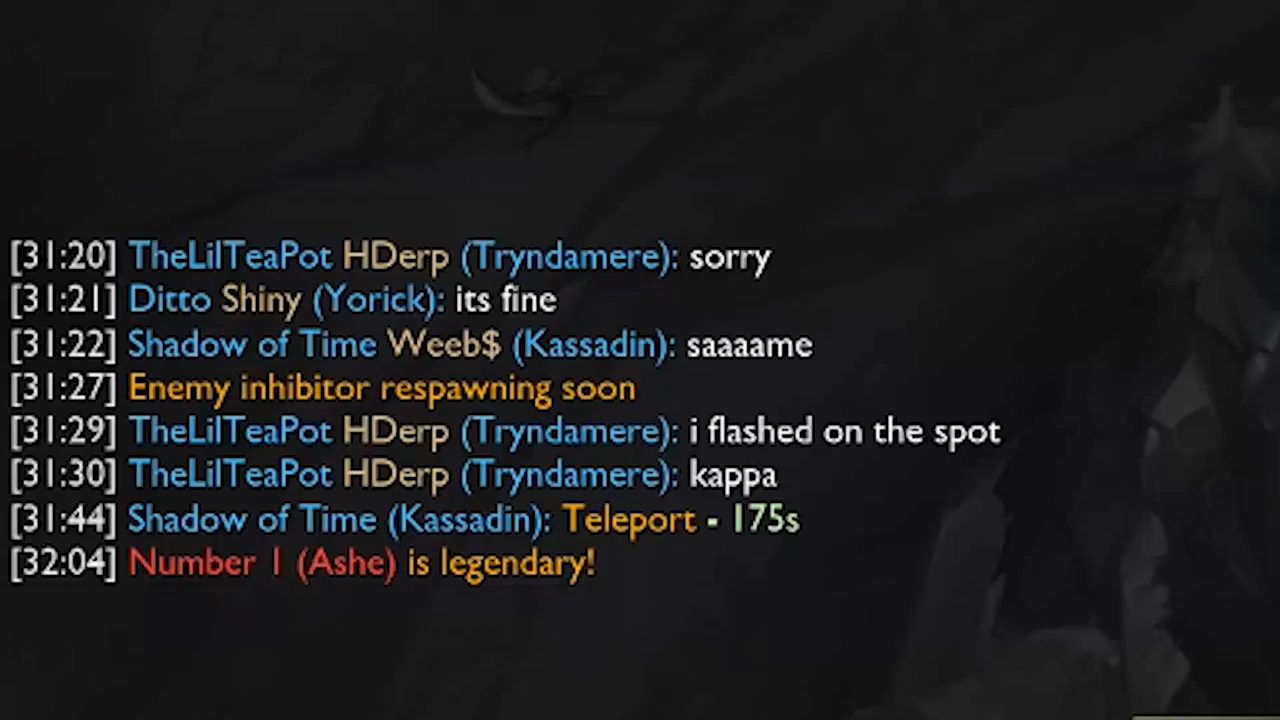 [31:20] TheLilTeaPot HDerp (Tryndamere): sorry
[31:21] Ditto Shiny (Yorick): its fine
[31:22] Shadow of Time Weeb$ (Kassadin): saaaame
[31:27] Enemy inhibitor respawning soon
[31:29] TheLilTeaPot HDerp (Tryndamere): i flashed on the spot
[31:30] TheLilTeaPot HDerp (Tryndamere): kappa
[31:44] Shadow of Time (Kassadin): Teleport - 175s
[32:04] Number 1 (Ashe) is legendary!